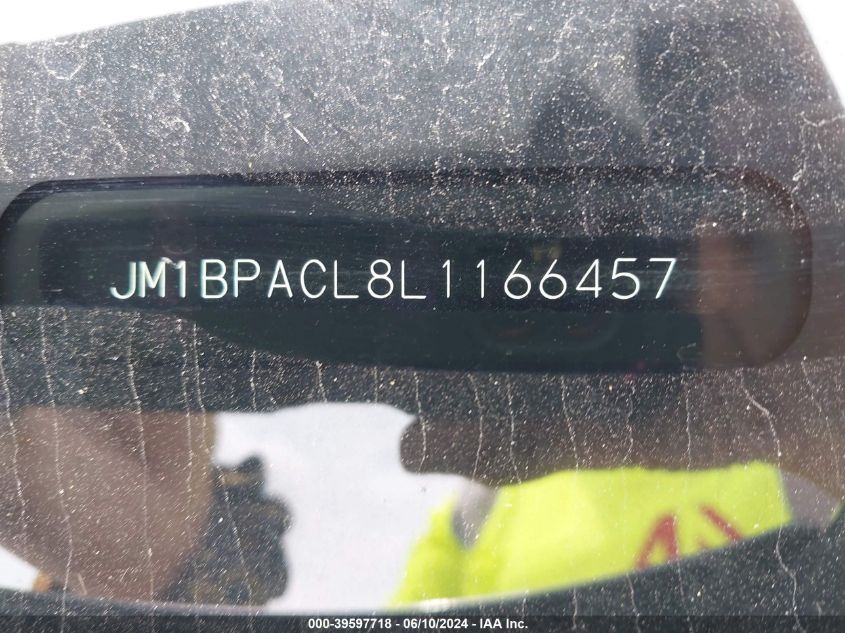 JM1BPACL8L1166457
000-39597718 - 06/10/2024 - IAA Inc.